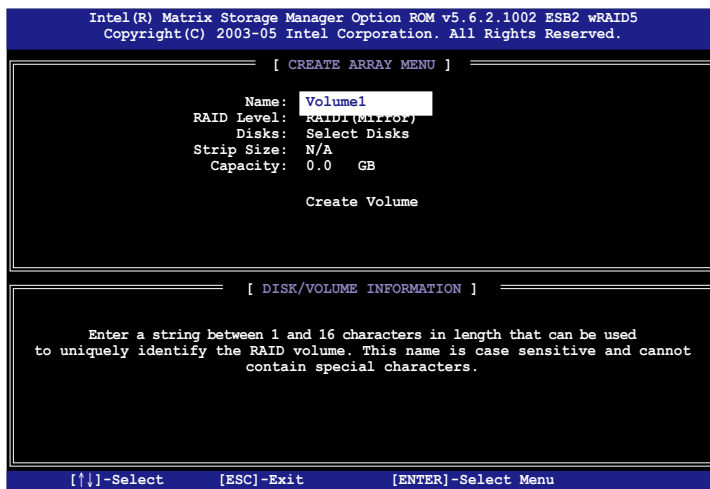 Intel(R) Matrix Storage Manager Option ROM v5.6.2.1002 ESB2 wRAID5
Copyright(C) 2003-05 Intel Corporation. All Rights Reserved.
[ CREATE ARRAY MENU ]
Name: Volume1
RAID Level: RAID1(Mirror)
Disks: Select Disks
Strip Size: N/A
Capacity: 0.0 GB
Create Volume
[ DISK/VOLUME INFORMATION ]
Enter a string between 1 and 16 characters in length that can be used
to uniquely identify the RAID volume. This name is case sensitive and cannot
contain special characters.
[↑↓]-Select [ESC]-Exit [ENTER]-Select Menu